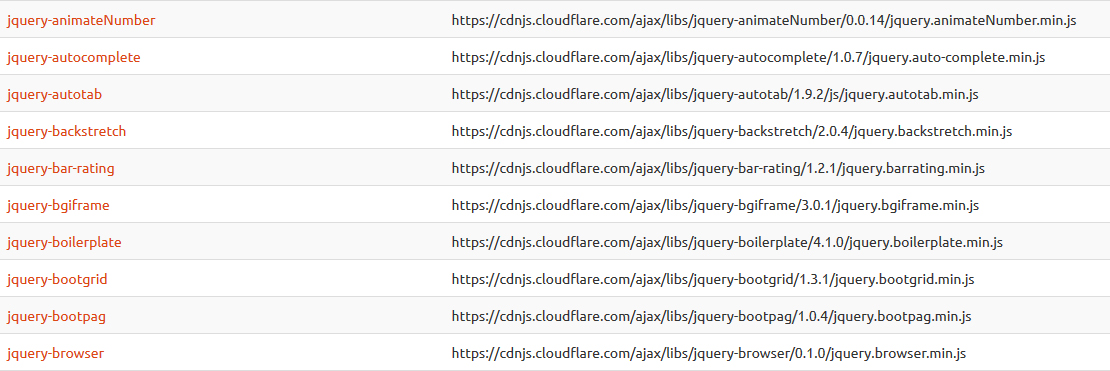 jquery-animateNumber https://cdnjs.cloudflare.com/ajax/libs/jquery-animateNumber/0.0.14/jquery.animateNumber.min.js
jquery-autocomplete https://cdnjs.cloudflare.com/ajax/libs/jquery-autocomplete/1.0.7/jquery.auto-complete.min.js
jquery-autotab https://cdnjs.cloudflare.com/ajax/libs/jquery-autotab/1.9.2/js/jquery.autotab.min.js
jquery-backstretch https://cdnjs.cloudflare.com/ajax/libs/jquery-backstretch/2.0.4/jquery.backstretch.min.js
jquery-bar-rating https://cdnjs.cloudflare.com/ajax/libs/jquery-bar-rating/1.2.1/jquery.barrating.min.js
jquery-bgiframe https://cdnjs.cloudflare.com/ajax/libs/jquery-bgiframe/3.0.1/jquery.bgiframe.min.js
jquery-boilerplate https://cdnjs.cloudflare.com/ajax/libs/jquery-boilerplate/4.1.0/jquery.boilerplate.min.js
jquery-bootgrid https://cdnjs.cloudflare.com/ajax/libs/jquery-bootgrid/1.3.1/jquery.bootgrid.min.js
jquery-bootpag https://cdnjs.cloudflare.com/ajax/libs/jquery-bootpag/1.0.4/jquery.bootpag.min.js
jquery-browser https://cdnjs.cloudflare.com/ajax/libs/jquery-browser/0.1.0/jquery.browser.min.js